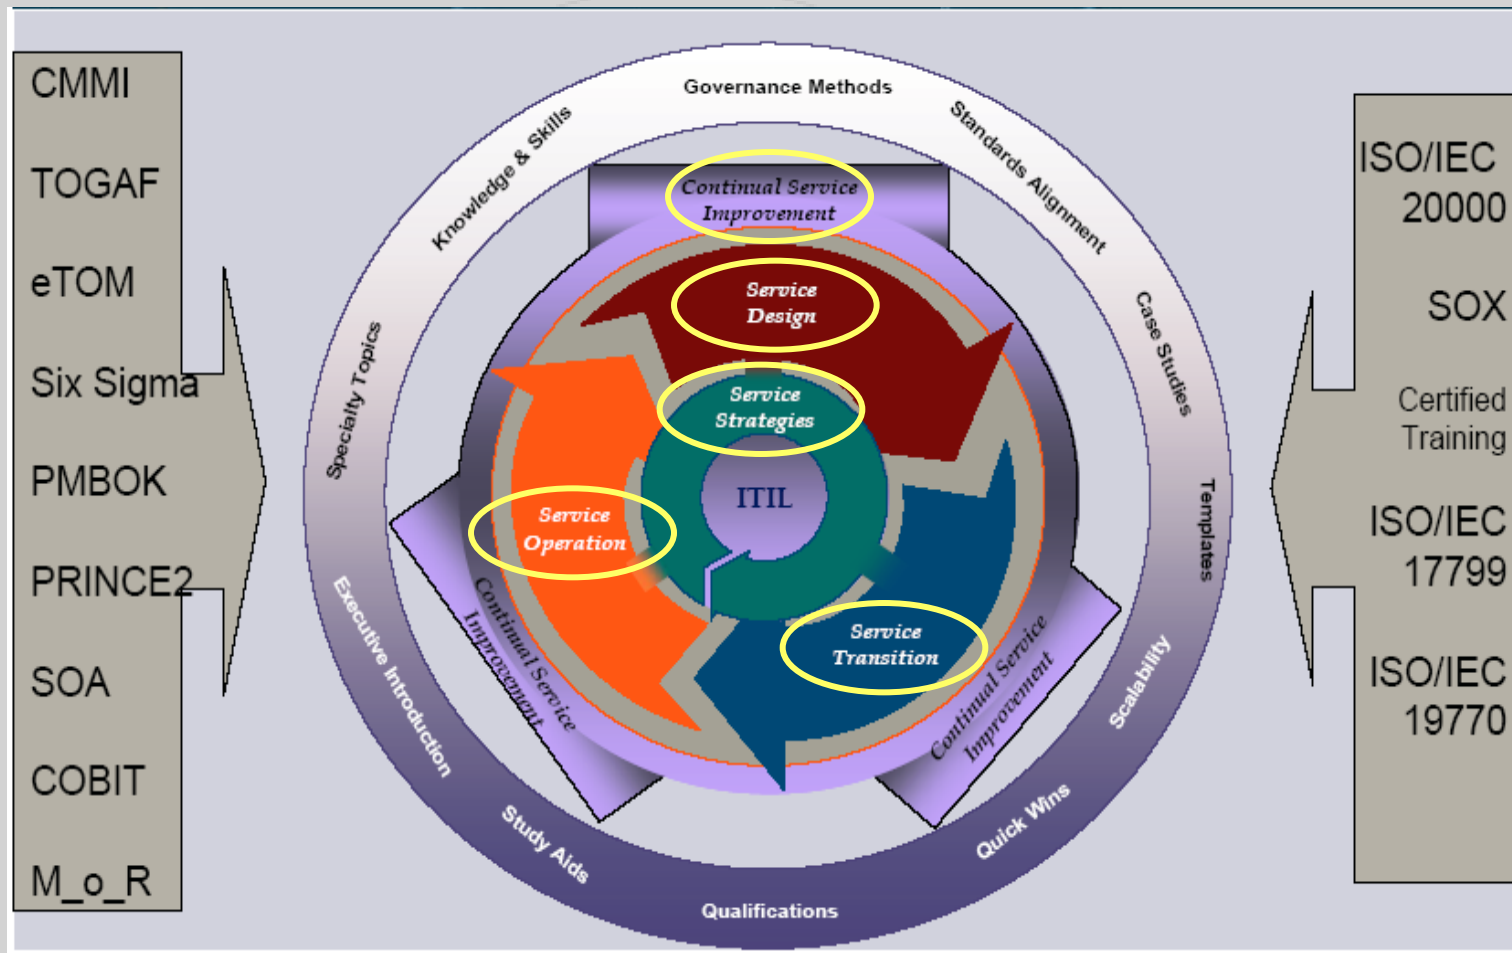 CMMI
TOGAF
eTOM
Six Sigma
PMBOK
PRINCE2
SOA
COBIT
M_o_R
Governance Methods
Standards Alignment
Case Studies
Templates
Scalability
Quick Wins
Qualifications
Study Aids
Executive Introduction
Specialty Topics
Knowledge & Skills
Continual Service
Improvement
Service
Design
Service
Strategies
ITIL
Service
Operation
Service
Transition
Continual Service
Improvement
Continual Service
Improvement
ISO/IEC
20000
SOX
Certified
Training
ISO/IEC
17799
ISO/IEC
19770